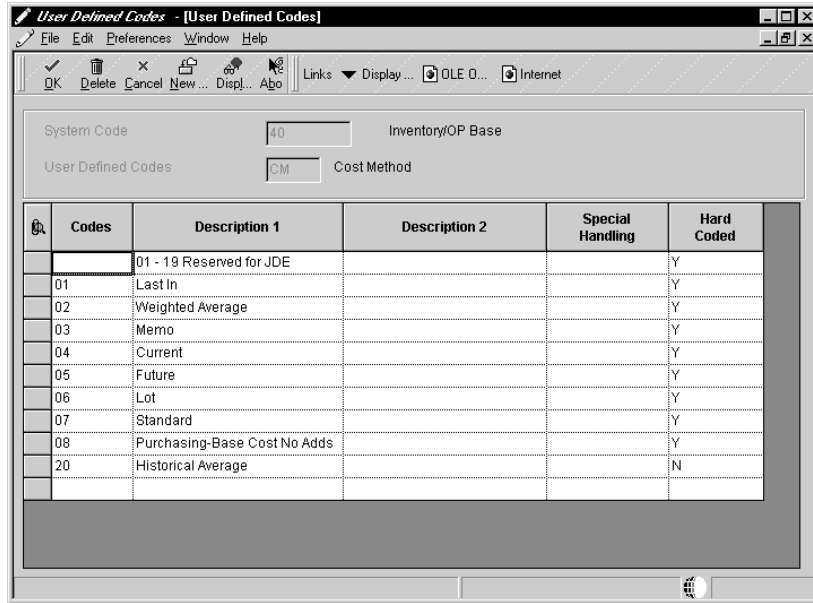 User Defined Codes - [User Defined Codes]
File Edit Preferences Window Help
OK Delete Cancel New ... Displ... Abo Links Display ... OLE O... Internet
System Code 40 Inventory/OP Base
User Defined Codes CM Cost Method
Codes Description 1 Description 2 Special Handling Hard Coded
01 - 19 Reserved for JDE Y
01 Last In Y
02 Weighted Average Y
03 Memo Y
04 Current Y
05 Future Y
06 Lot Y
07 Standard Y
08 Purchasing-Base Cost No Adds Y
20 Historical Average N